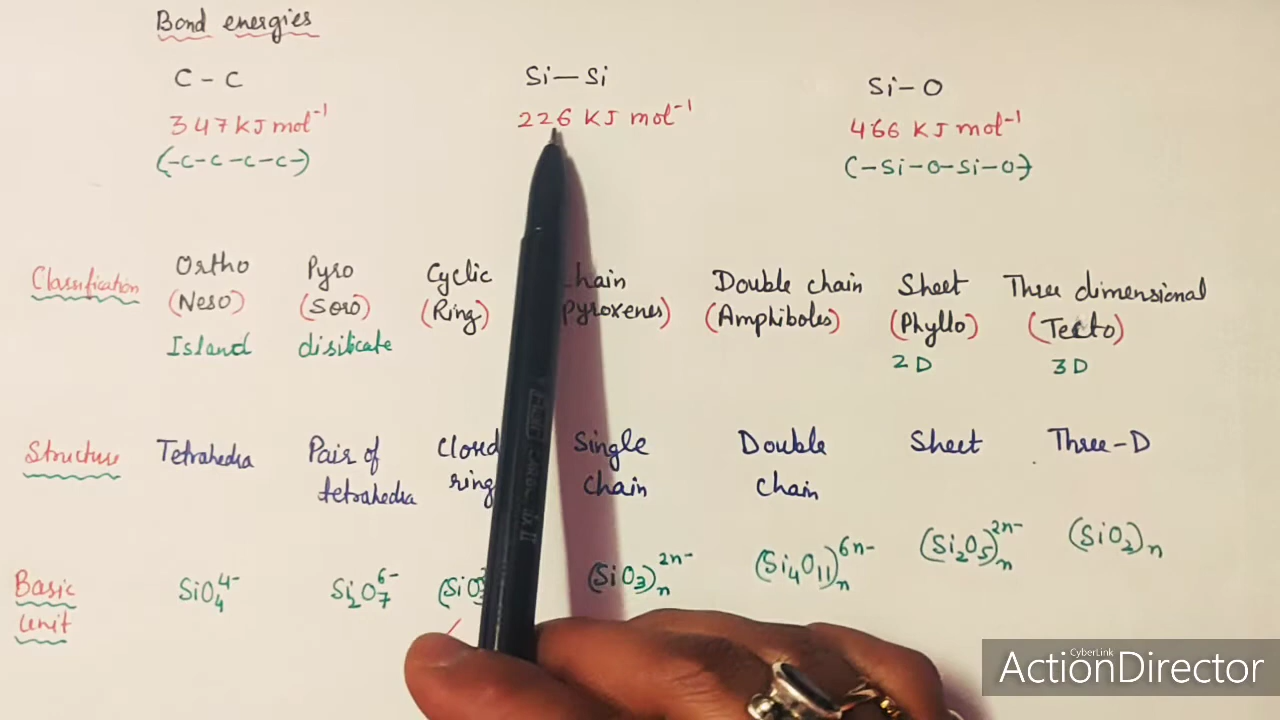 Bond energies
C - C
Si — Si
Si - O
347 KJ mol⁻¹
226 KJ mol⁻¹
466 KJ mol⁻¹
(-C-C-C-C-)
(-Si-O-Si-O-)
Classification
Ortho
Pyro
Cyclic
Double chain
Sheet
Three dimensional
(Neso)
(Soro)
(Ring)
pyroxenes)
(Amphiboles)
(Phyllo)
(Tecto)
Island
disilicate
2D
3D
Structure
Tetrahedra
Pair of
Closed
Single
Double
Sheet
Three-D
tetrahedra
ring
chain
chain
Basic
unit
SiO₄⁴⁻
Si₂O₇⁶⁻
(SiO₃)ₙ²ⁿ⁻
(Si₄O₁₁)ₙ⁶ⁿ⁻
(Si₂O₅)ₙ²ⁿ⁻
(SiO₂)ₙ
CyberLink
ActionDirector